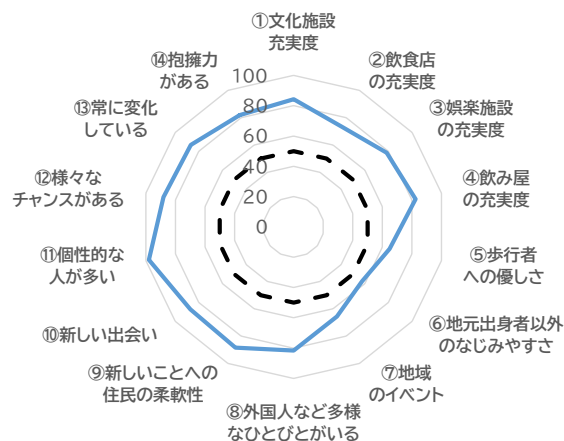 ①文化施設
充実度
②飲食店
の充実度
③娯楽施設
の充実度
④飲み屋
の充実度
⑤歩行者
への優しさ
⑥地元出身者以外
のなじみやすさ
⑦地域
のイベント
⑧外国人など多様
なひとびとがいる
⑨新しいことへの
住民の柔軟性
⑩新しい出会い
⑪個性的な
人が多い
⑫様々な
チャンスがある
⑬常に変化
している
⑭抱擁力
がある
100
80
60
40
20
0